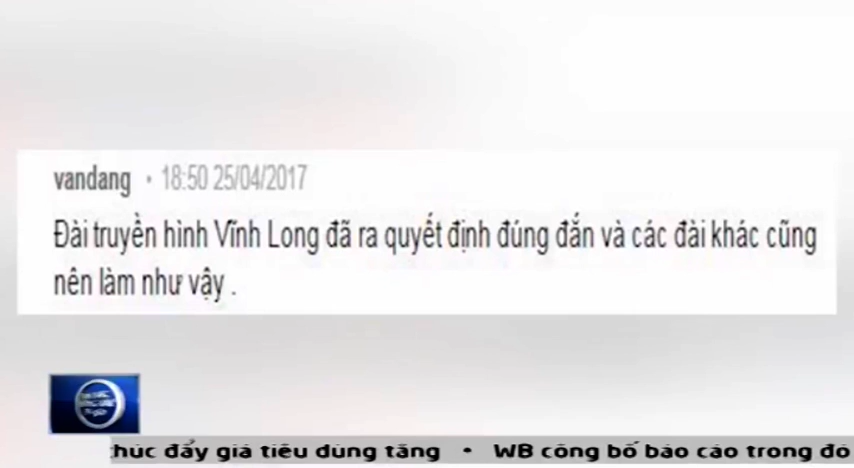 vandang • 18:50 25/04/2017
Đài truyền hình Vĩnh Long đã ra quyết định đúng đắn và các đài khác cũng
nên làm như vậy .
húc đẩy giá tiêu dùng tăng • WB công bố báo cáo trong đó